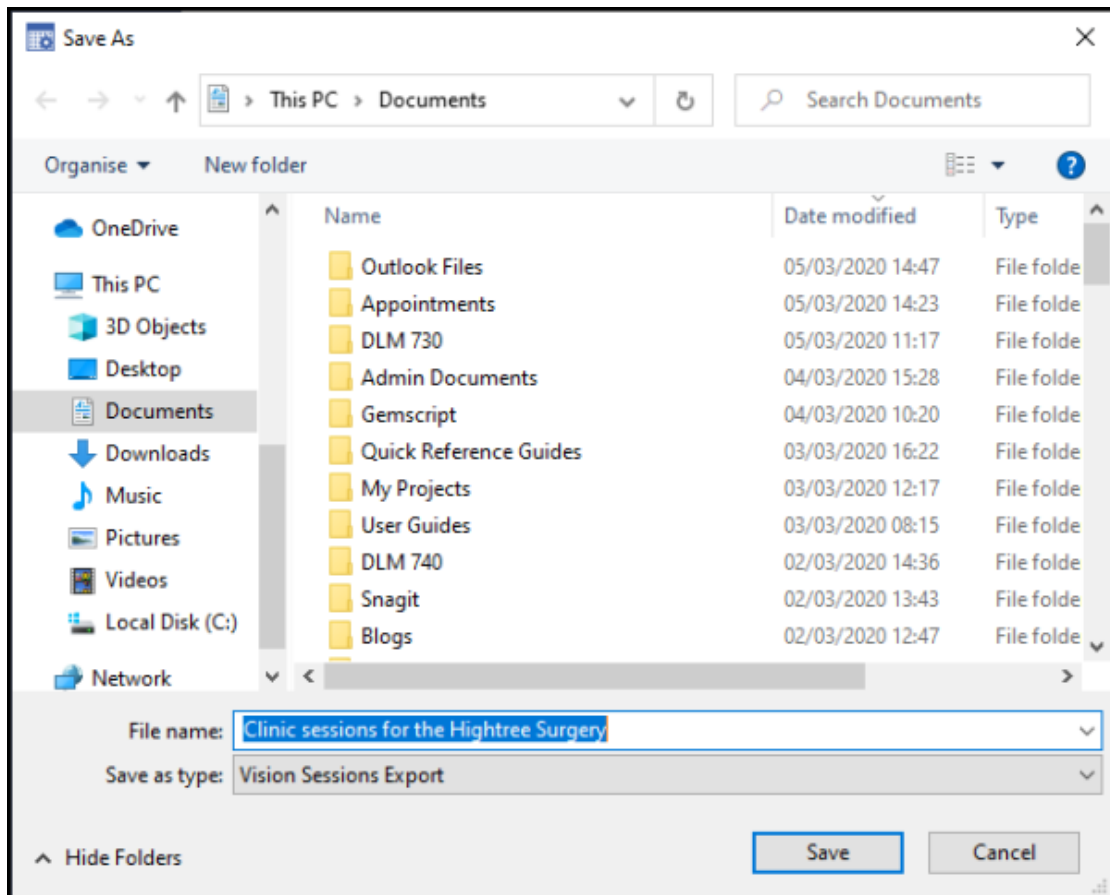 Save As
This PC > Documents
Search Documents
Organise
New folder
?
OneDrive
This PC
3D Objects
Desktop
Documents
Downloads
Music
Pictures
Videos
Local Disk (C:)
Network
Name Date modified Type
Outlook Files 05/03/2020 14:47 File folde
Appointments 05/03/2020 14:23 File folde
DLM 730 05/03/2020 11:17 File folde
Admin Documents 04/03/2020 15:28 File folde
Gemscript 04/03/2020 10:20 File folde
Quick Reference Guides 03/03/2020 16:22 File folde
My Projects 03/03/2020 12:17 File folde
User Guides 03/03/2020 08:15 File folde
DLM 740 02/03/2020 14:36 File folde
Snagit 02/03/2020 13:43 File folde
Blogs 02/03/2020 12:47 File folde
File name: Clinic sessions for the Hightree Surgery
Save as type: Vision Sessions Export
Hide Folders
Save
Cancel